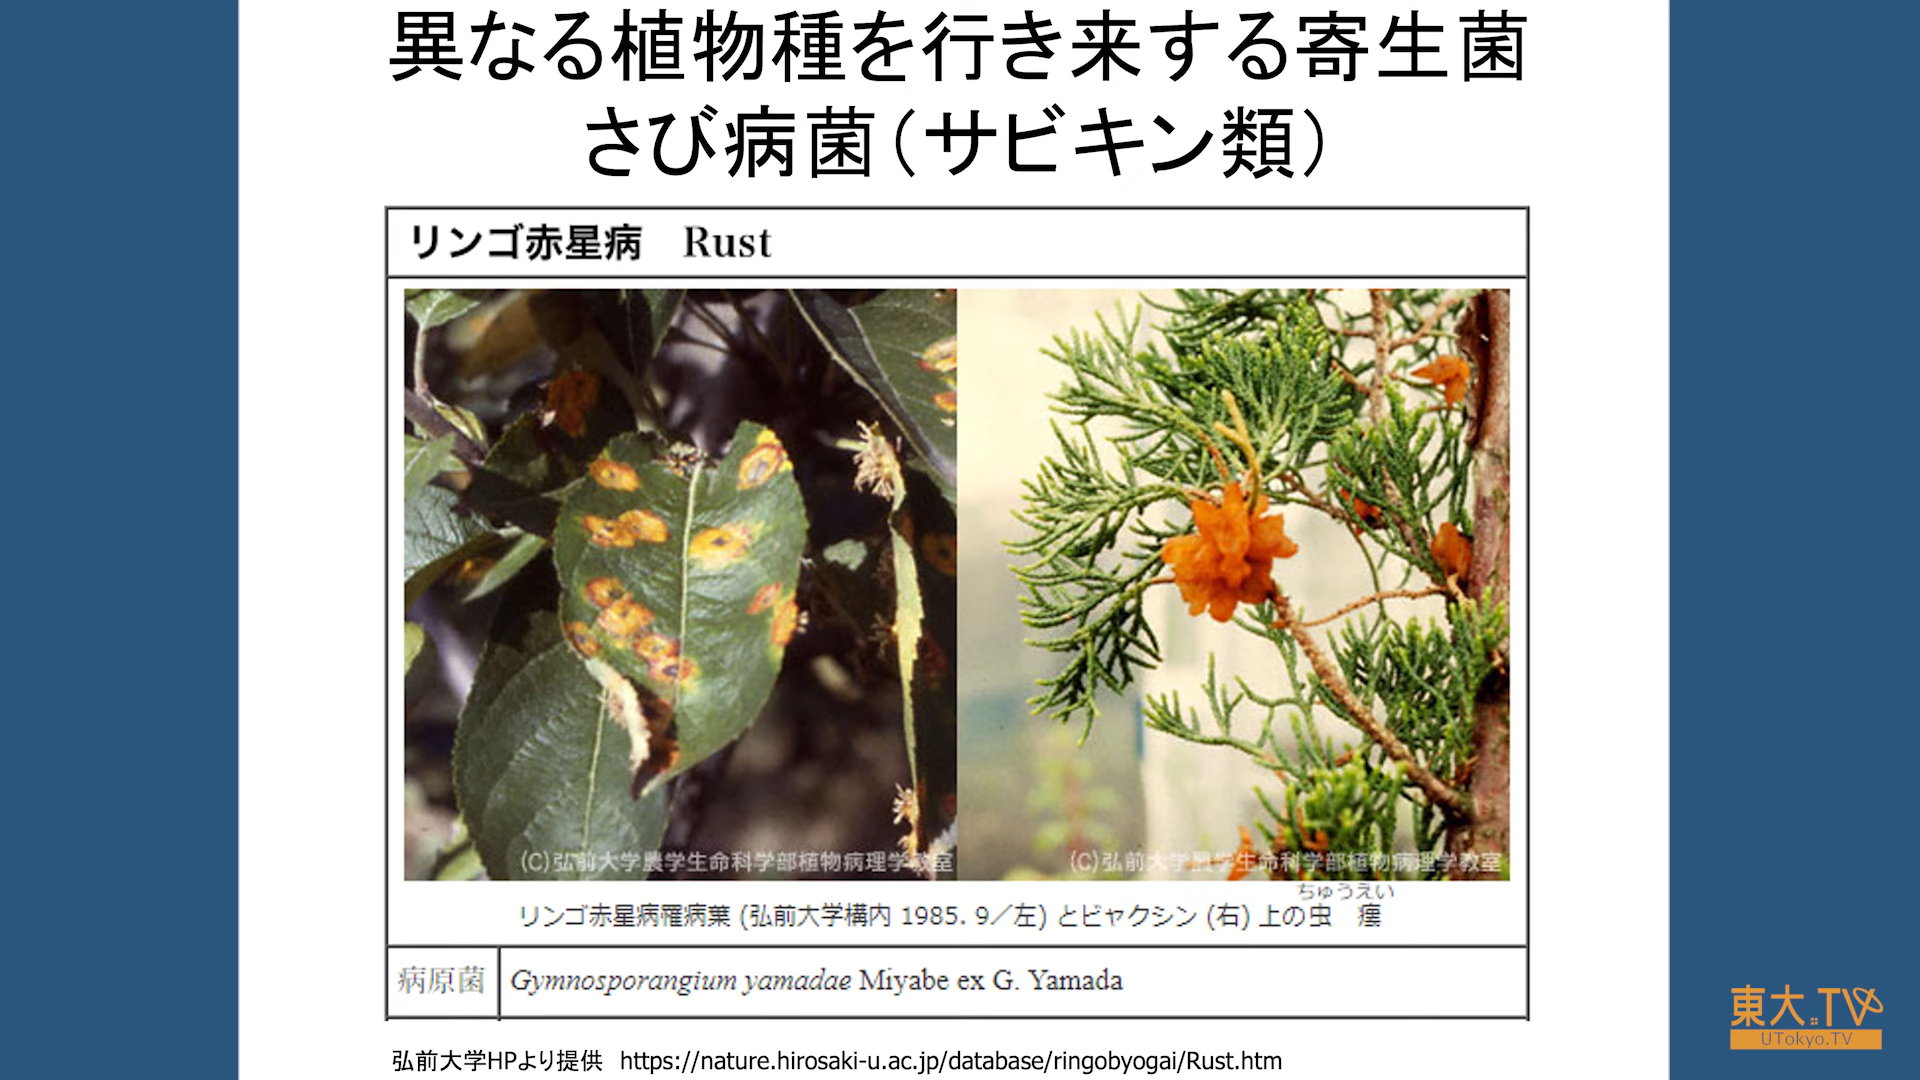 異なる植物種を行き来する寄生菌
さび病菌（サビキン類）
リンゴ赤星病　Rust
(C)弘前大学農学生命科学部植物病理学教室
(C)弘前大学農学生命科学部植物病理学教室
ちゅうえい
リンゴ赤星病罹病葉 (弘前大学構内 1985. 9／左) とビャクシン (右) 上の虫　癭
病原菌
Gymnosporangium yamadae Miyabe ex G. Yamada
弘前大学HPより提供　https://nature.hirosaki-u.ac.jp/database/ringobyogai/Rust.htm
東大TV
UTokyo.TV